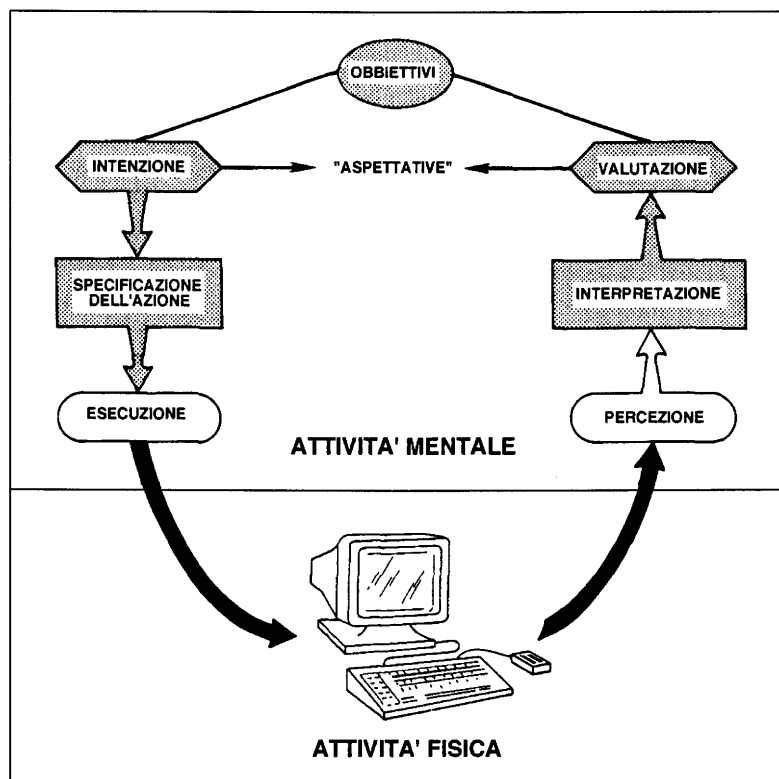 OBBIETTIVI
INTENZIONE
"ASPETTATIVE"
VALUTAZIONE
SPECIFICAZIONE
DELL'AZIONE
INTERPRETAZIONE
ESECUZIONE
PERCEZIONE
ATTIVITA' MENTALE
ATTIVITA' FISICA